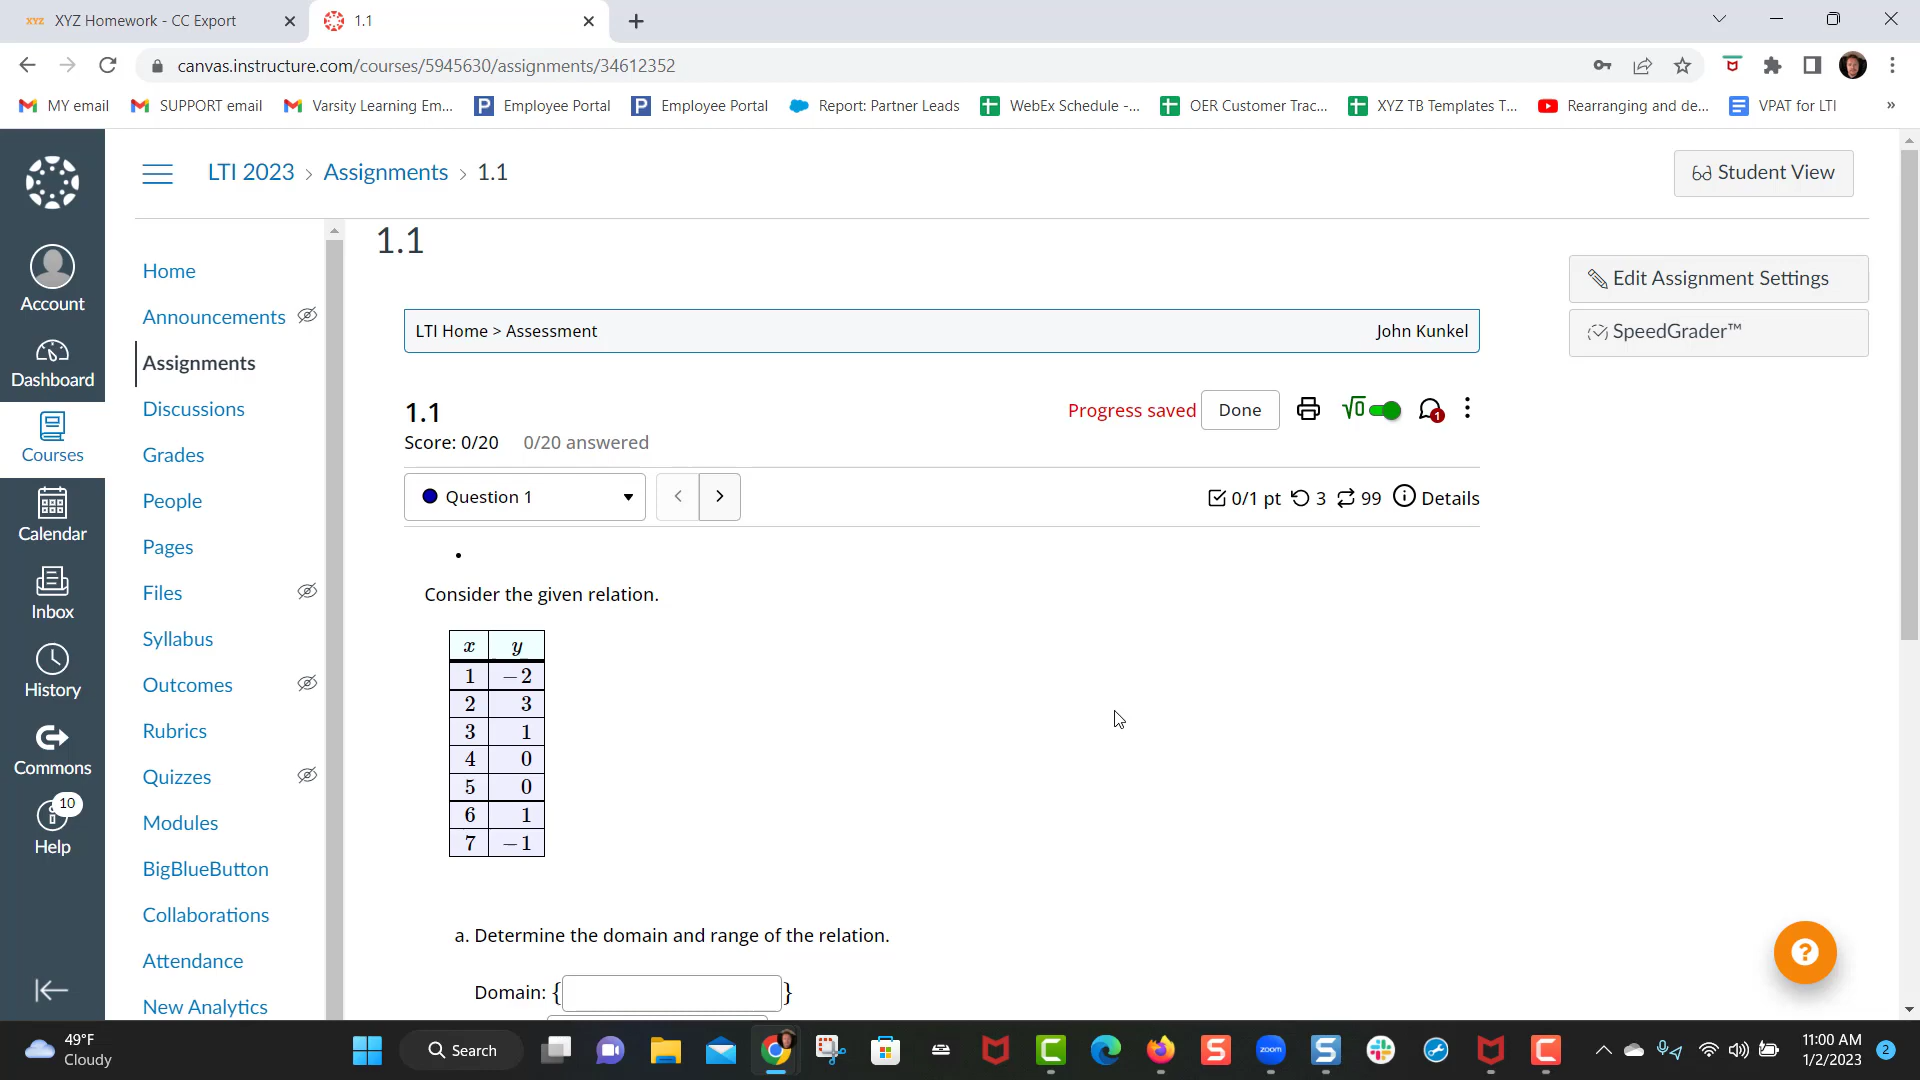 XYZ XYZ Homework - CC Export
1.1
canvas.instructure.com/courses/5945630/assignments/34612352
MY email
SUPPORT email
Varsity Learning Em...
Employee Portal
Employee Portal
Report: Partner Leads
WebEx Schedule -...
OER Customer Trac...
XYZ TB Templates T...
Rearranging and de...
VPAT for LTI
»
LTI 2023 › Assignments › 1.1
Student View
Account
Dashboard
Courses
Calendar
Inbox
History
Commons
10
Help
Home
Announcements
Assignments
Discussions
Grades
People
Pages
Files
Syllabus
Outcomes
Rubrics
Quizzes
Modules
BigBlueButton
Collaborations
Attendance
New Analytics
1.1
Edit Assignment Settings
SpeedGrader™
LTI Home > Assessment
John Kunkel
1.1
Progress saved
Done
√0
1
Score: 0/20 0/20 answered
Question 1
< >
0/1 pt 3 99 Details
•
Consider the given relation.
x y
1 −2
2 3
3 1
4 0
5 0
6 1
7 −1
a. Determine the domain and range of the relation.
Domain: { }
?
49°F
Cloudy
Search
zoom
11:00 AM
1/2/2023
2